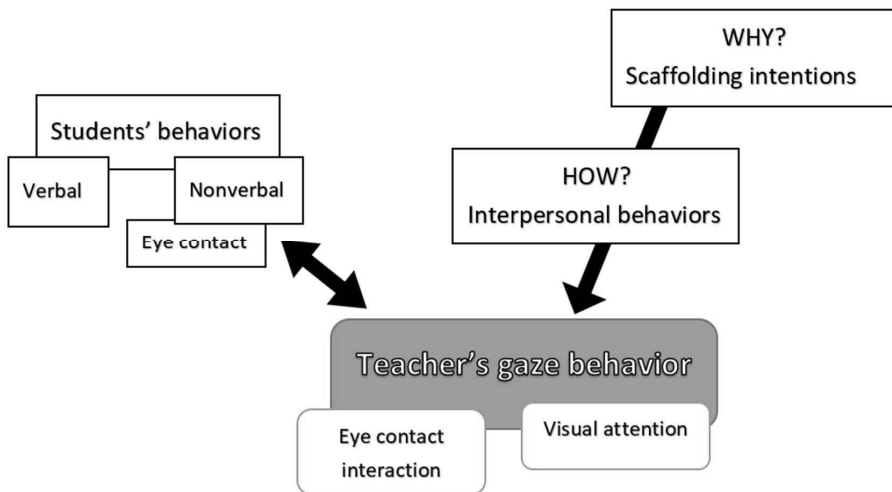 WHY?
Scaffolding intentions
Students’ behaviors
Verbal
Nonverbal
Eye contact
HOW?
Interpersonal behaviors
Teacher’s gaze behavior
Eye contact
interaction
Visual attention